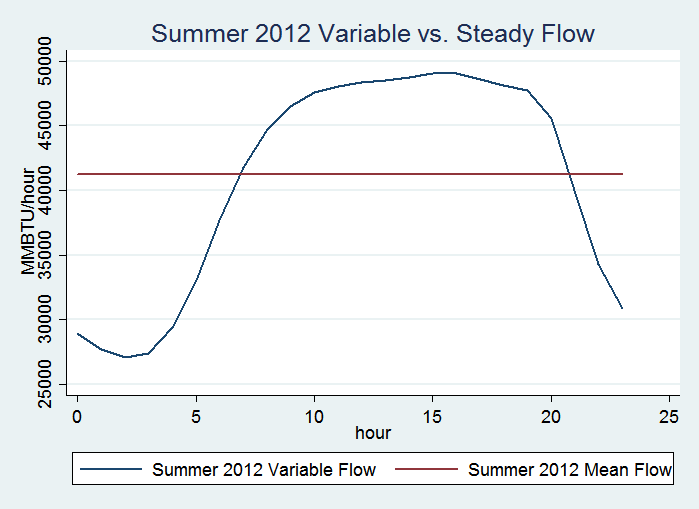 Summer 2012 Variable vs. Steady Flow
MMBTU/hour
50000
45000
40000
35000
30000
25000
0 5 10 15 20 25
hour
Summer 2012 Variable Flow Summer 2012 Mean Flow